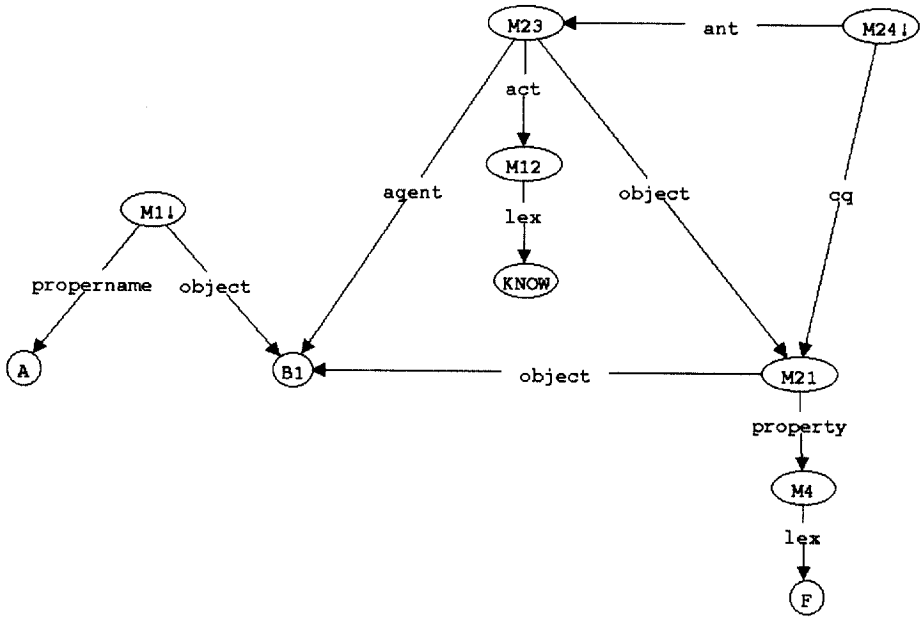 M23
ant
M24!
act
M12
agent
object
cq
M1!
lex
propername
object
KNOW
A
B1
object
M21
property
M4
lex
F